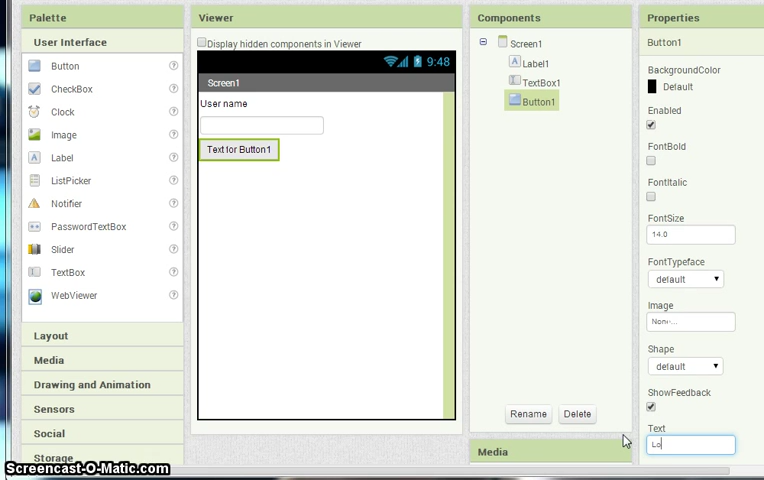 Palette
User Interface
Button
CheckBox
Clock
Image
Label
ListPicker
Notifier
PasswordTextBox
Slider
TextBox
WebViewer
Layout
Media
Drawing and Animation
Sensors
Social
Storage
Screencast-O-Matic.com
Viewer
Display hidden components in Viewer
9:48
Screen1
User name
Text for Button1
Components
Screen1
Label1
TextBox1
Button1
Rename
Delete
Media
Properties
Button1
BackgroundColor
Default
Enabled
FontBold
FontItalic
FontSize
14.0
FontTypeface
default
Image
None...
Shape
default
ShowFeedback
Text
Lo